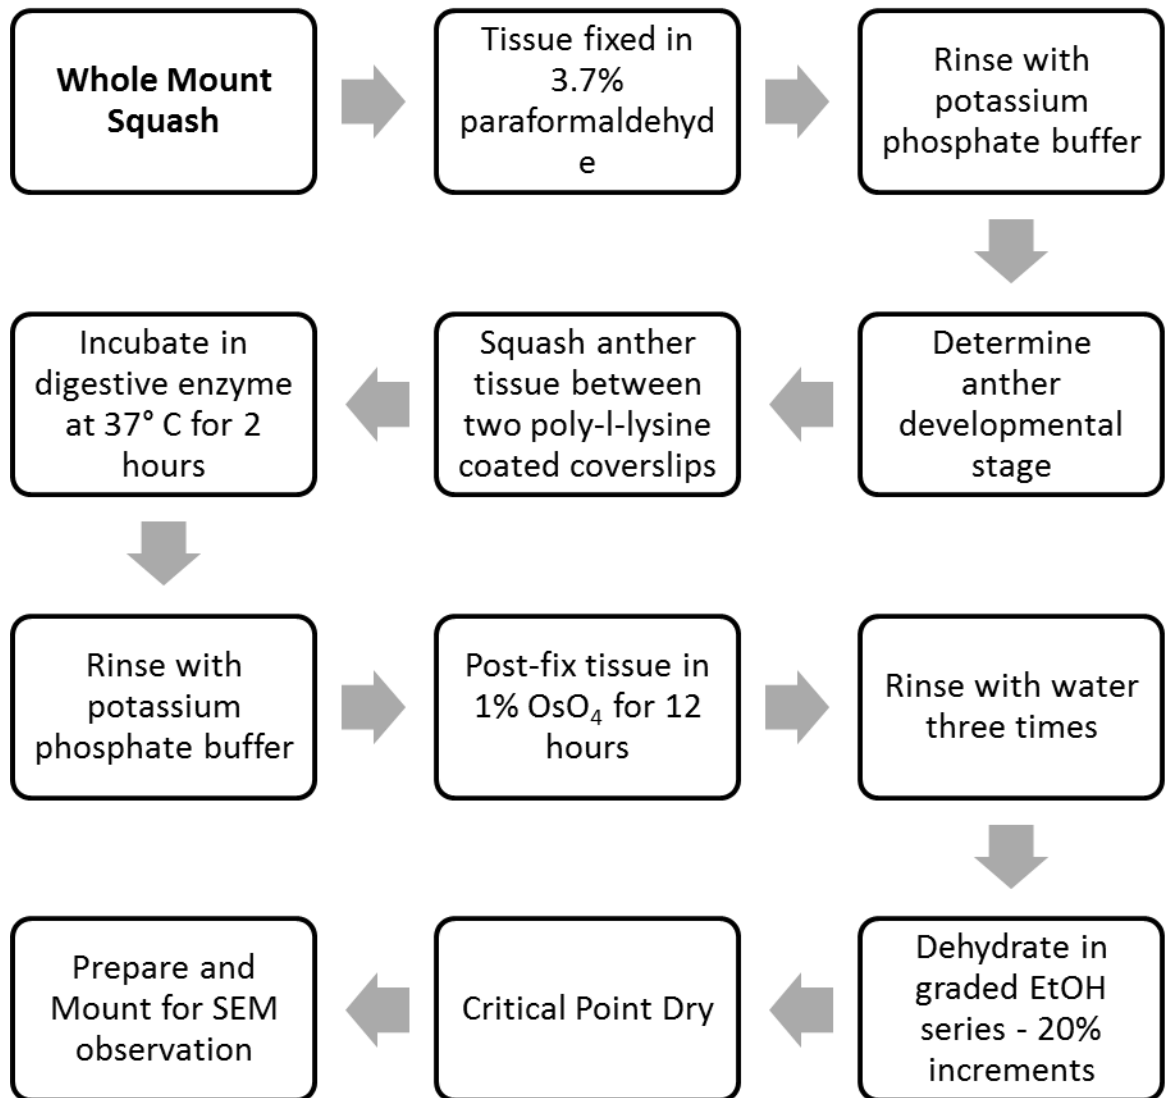 Whole Mount
Squash
Tissue fixed in
3.7%
paraformaldehyd
e
Rinse with
potassium
phosphate buffer
Determine
anther
developmental
stage
Squash anther
tissue between
two poly-l-lysine
coated coverslips
Incubate in
digestive enzyme
at 37° C for 2
hours
Rinse with
potassium
phosphate buffer
Post-fix tissue in
1% OsO₄ for 12
hours
Rinse with water
three times
Dehydrate in
graded EtOH
series - 20%
increments
Critical Point Dry
Prepare and
Mount for SEM
observation